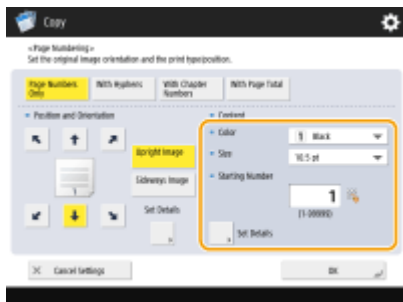 Copy
<Page Numbering>
Set the original image orientation and the print type/position.
Page Numbers
Only
With Hyphens
With Chapter
Numbers
With Page Total
Position and Orientation
Content
Color
1 Black
Upright Image
Size
10.5 pt
Sideways Image
Starting Number
1
1
(1-99999)
Set Details
Set Details
Cancel Settings
OK